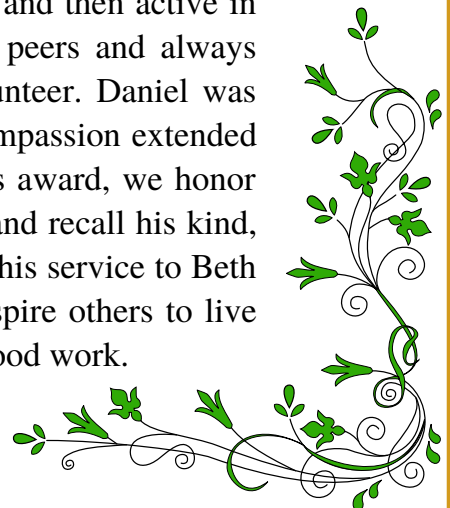 and then active in
peers and always
unteer. Daniel was
mpassion extended
s award, we honor
and recall his kind,
his service to Beth
spire others to live
ood work.